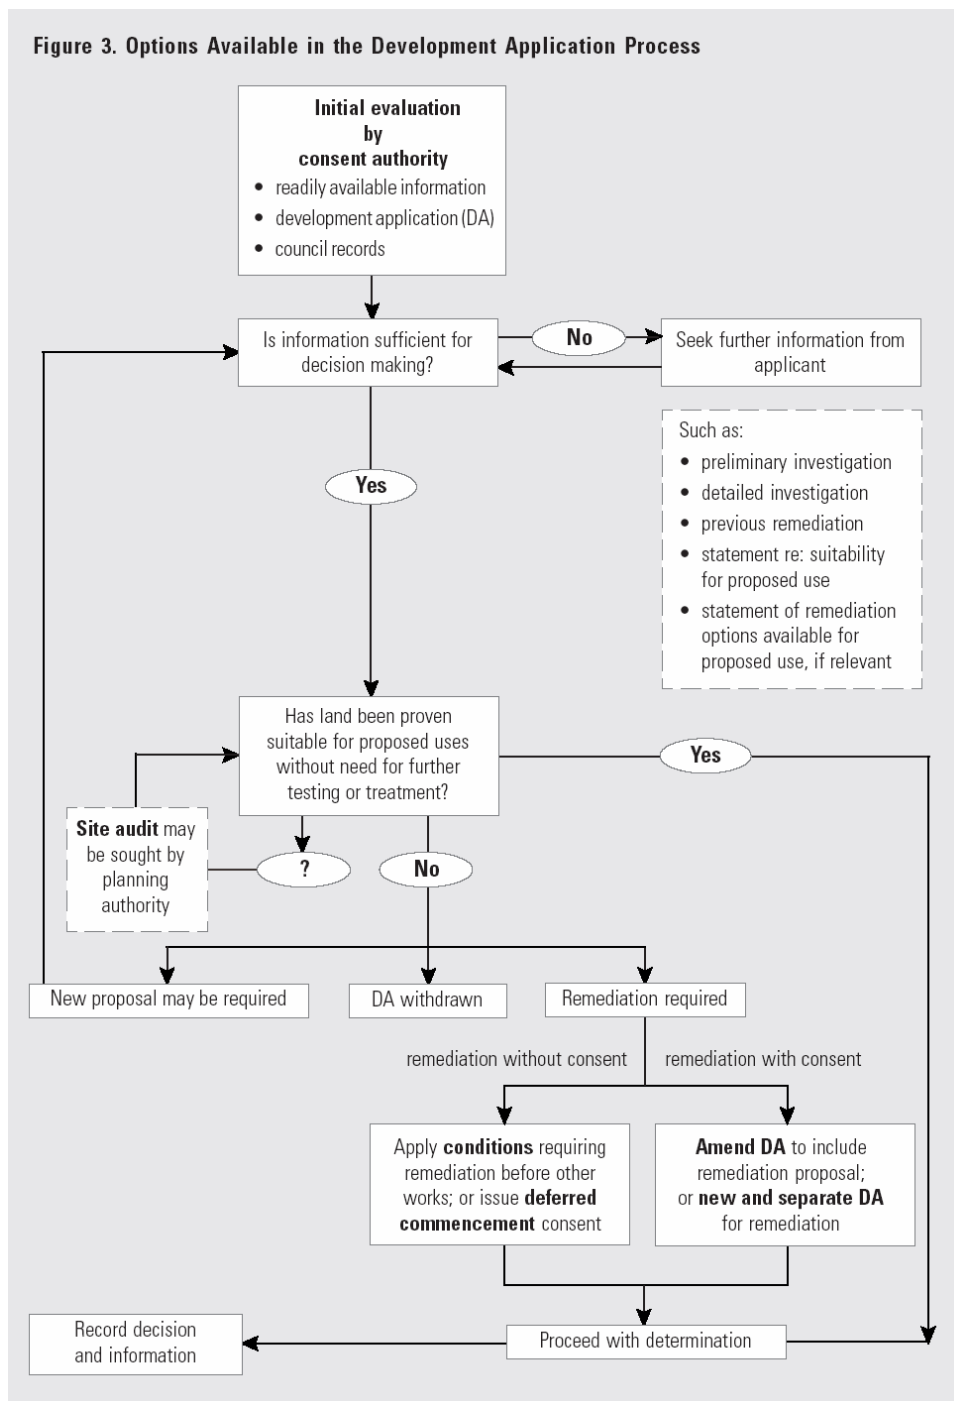 Figure 3. Options Available in the Development Application Process
Initial evaluation
by
consent authority
• readily available information
• development application (DA)
• council records
Is information sufficient for
decision making?
No
Seek further information from
applicant
Such as:
• preliminary investigation
• detailed investigation
• previous remediation
• statement re: suitability
for proposed use
• statement of remediation
options available for
proposed use, if relevant
Yes
Has land been proven
suitable for proposed uses
without need for further
testing or treatment?
Yes
Site audit may
be sought by
planning
authority
?
No
New proposal may be required
DA withdrawn
Remediation required
remediation without consent
remediation with consent
Apply conditions requiring
remediation before other
works; or issue deferred
commencement consent
Amend DA to include
remediation proposal;
or new and separate DA
for remediation
Record decision
and information
Proceed with determination